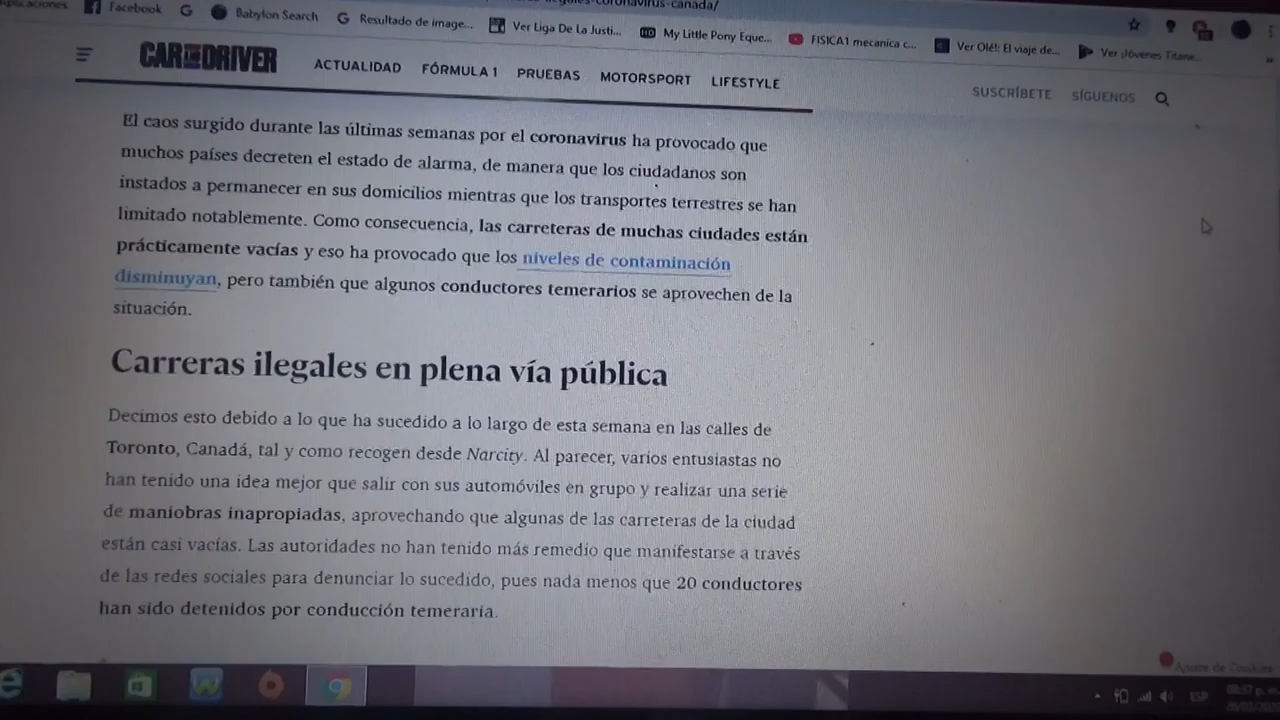 Aplicaciones
Facebook
G
Babylon Search
G Resultado de image...
Ver Liga De La Justi...
HD My Little Pony Eque...
FISICA1 mecanica c...
Ver Olé!: El viaje de...
Ver Jóvenes Titane...
»
CAR DRIVER
ACTUALIDAD FÓRMULA 1 PRUEBAS MOTORSPORT LIFESTYLE
SUSCRÍBETE SÍGUENOS
El caos surgido durante las últimas semanas por el coronavirus ha provocado que
muchos países decreten el estado de alarma, de manera que los ciudadanos son
instados a permanecer en sus domicilios mientras que los transportes terrestres se han
limitado notablemente. Como consecuencia, las carreteras de muchas ciudades están
prácticamente vacías y eso ha provocado que los niveles de contaminación
disminuyan, pero también que algunos conductores temerarios se aprovechen de la
situación.
Carreras ilegales en plena vía pública
Decimos esto debido a lo que ha sucedido a lo largo de esta semana en las calles de
Toronto, Canadá, tal y como recogen desde Narcity. Al parecer, varios entusiastas no
han tenido una idea mejor que salir con sus automóviles en grupo y realizar una serie
de maniobras inapropiadas, aprovechando que algunas de las carreteras de la ciudad
están casi vacías. Las autoridades no han tenido más remedio que manifestarse a través
de las redes sociales para denunciar lo sucedido, pues nada menos que 20 conductores
han sido detenidos por conducción temeraria.
Ajuste de Cookies
ESP